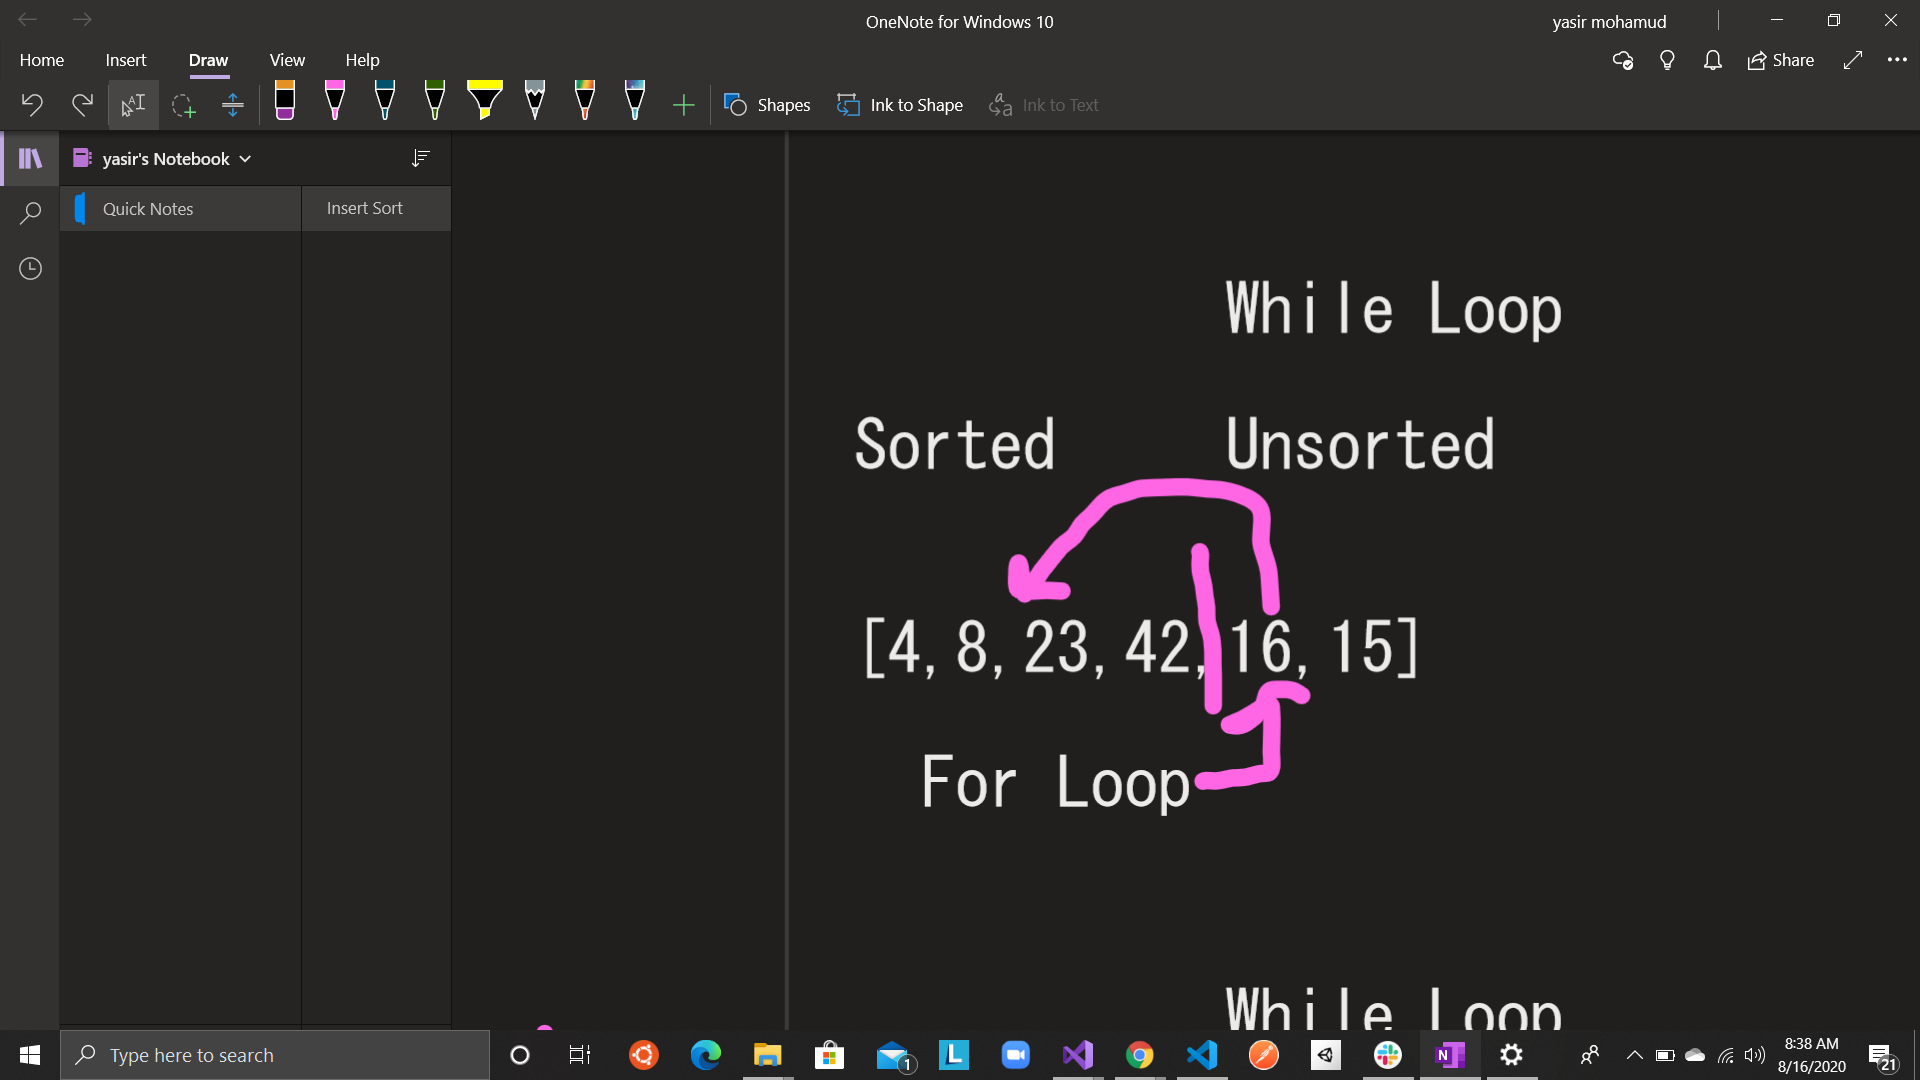 OneNote for Windows 10
yasir mohamud
Home Insert Draw View Help
Share
Shapes Ink to Shape Ink to Text
yasir's Notebook
Quick Notes
Insert Sort
While Loop
Sorted Unsorted
[4, 8, 23, 42, 16, 15]
For Loop
While Loop
Type here to search
1
8:38 AM
8/16/2020
21